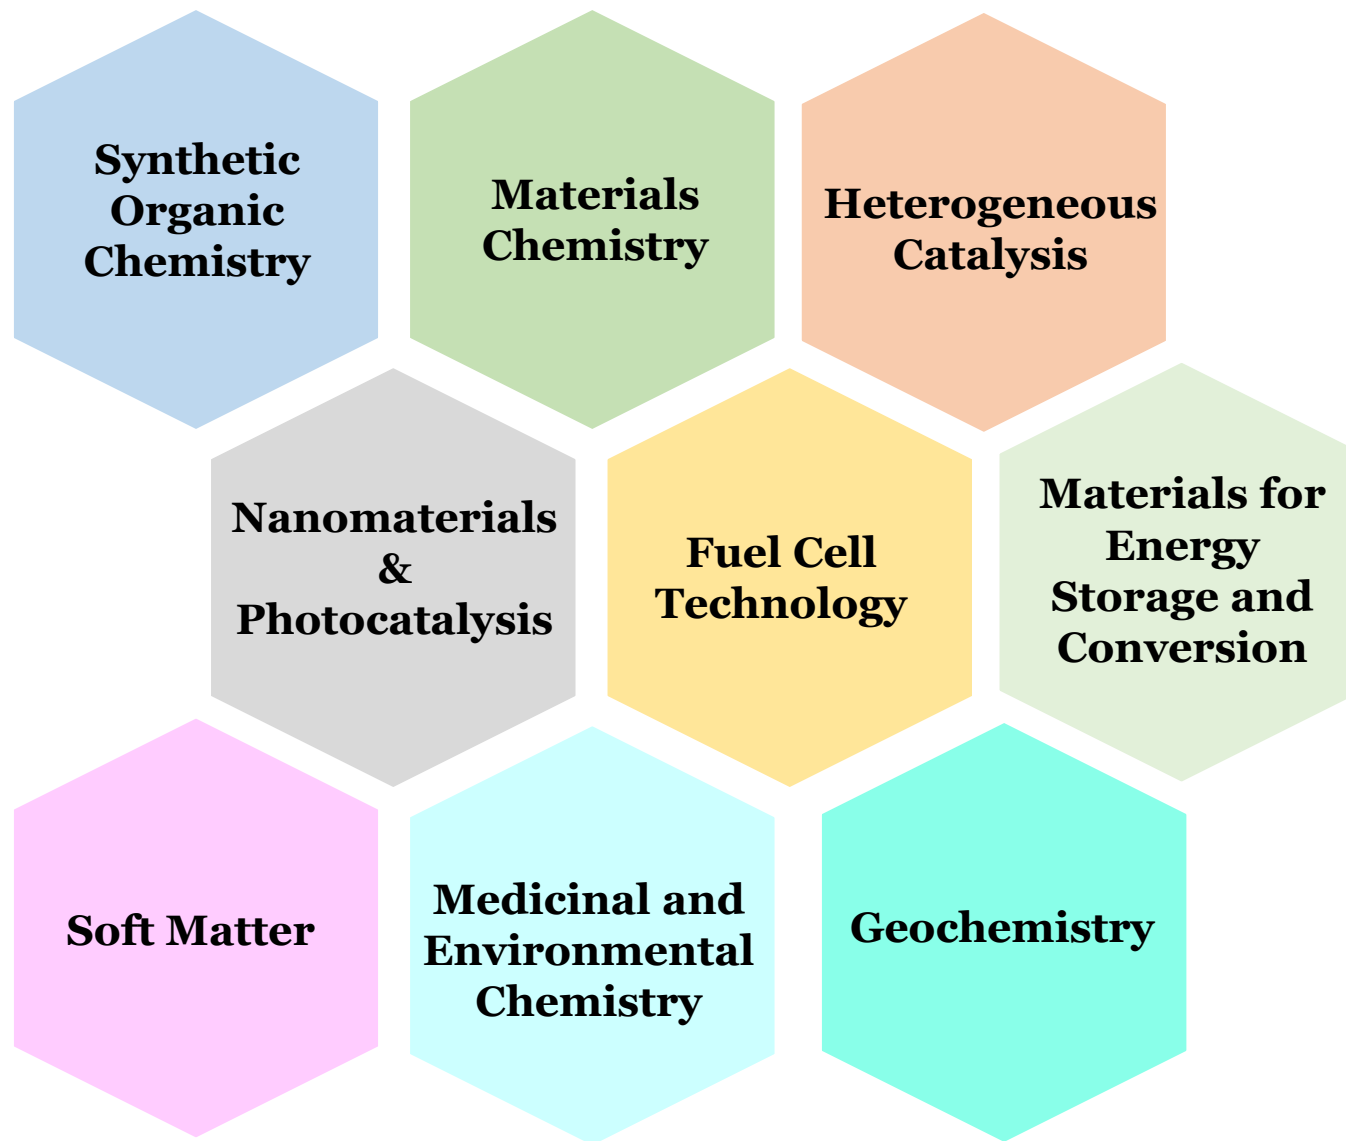 Synthetic
Organic
Chemistry
Materials
Chemistry
Heterogeneous
Catalysis
Nanomaterials
&
Photocatalysis
Fuel Cell
Technology
Materials for
Energy
Storage and
Conversion
Soft Matter
Medicinal and
Environmental
Chemistry
Geochemistry